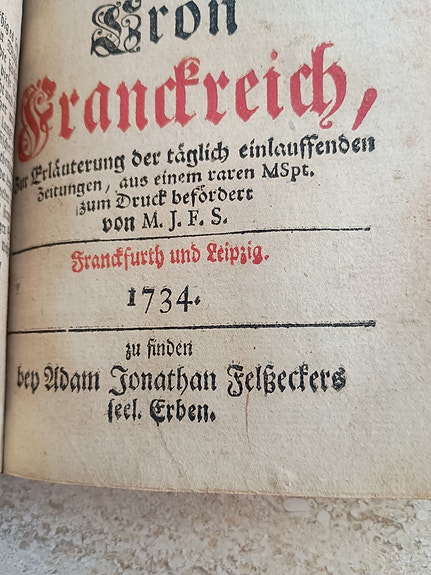 Cron
Franckreich,
Zur Erläuterung der täglich einlauffenden
Zeitungen, aus einem raren MSpt.
zum Druck befördert
von M. J. F. S.
Franckfurth und Leipzig.
1734.
zu finden
bey Adam Jonathan Felßeckers
seel. Erben.